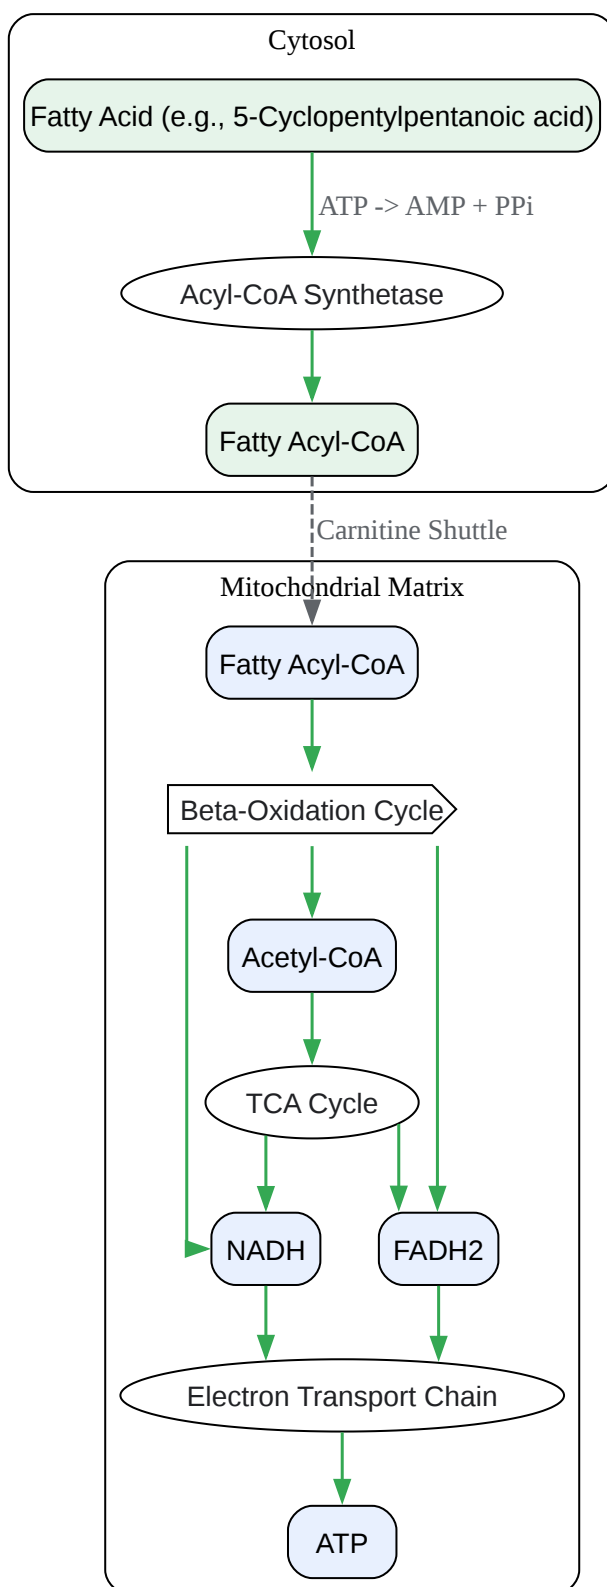 Cytosol
Fatty Acid (e.g., 5-Cyclopentylpentanoic acid)
ATP -> AMP + PPi
Acyl-CoA Synthetase
Fatty Acyl-CoA
Carnitine Shuttle
Mitochondrial Matrix
Fatty Acyl-CoA
Beta-Oxidation Cycle
Acetyl-CoA
TCA Cycle
NADH
FADH2
Electron Transport Chain
ATP